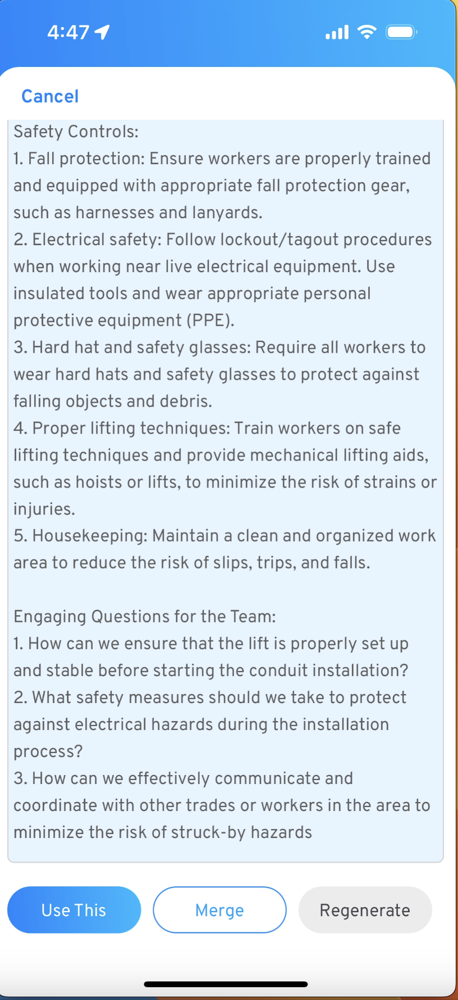 4:47
Cancel
Safety Controls:
1. Fall protection: Ensure workers are properly trained
and equipped with appropriate fall protection gear,
such as harnesses and lanyards.
2. Electrical safety: Follow lockout/tagout procedures
when working near live electrical equipment. Use
insulated tools and wear appropriate personal
protective equipment (PPE).
3. Hard hat and safety glasses: Require all workers to
wear hard hats and safety glasses to protect against
falling objects and debris.
4. Proper lifting techniques: Train workers on safe
lifting techniques and provide mechanical lifting aids,
such as hoists or lifts, to minimize the risk of strains or
injuries.
5. Housekeeping: Maintain a clean and organized work
area to reduce the risk of slips, trips, and falls.
Engaging Questions for the Team:
1. How can we ensure that the lift is properly set up
and stable before starting the conduit installation?
2. What safety measures should we take to protect
against electrical hazards during the installation
process?
3. How can we effectively communicate and
coordinate with other trades or workers in the area to
minimize the risk of struck-by hazards
Use This
Merge
Regenerate